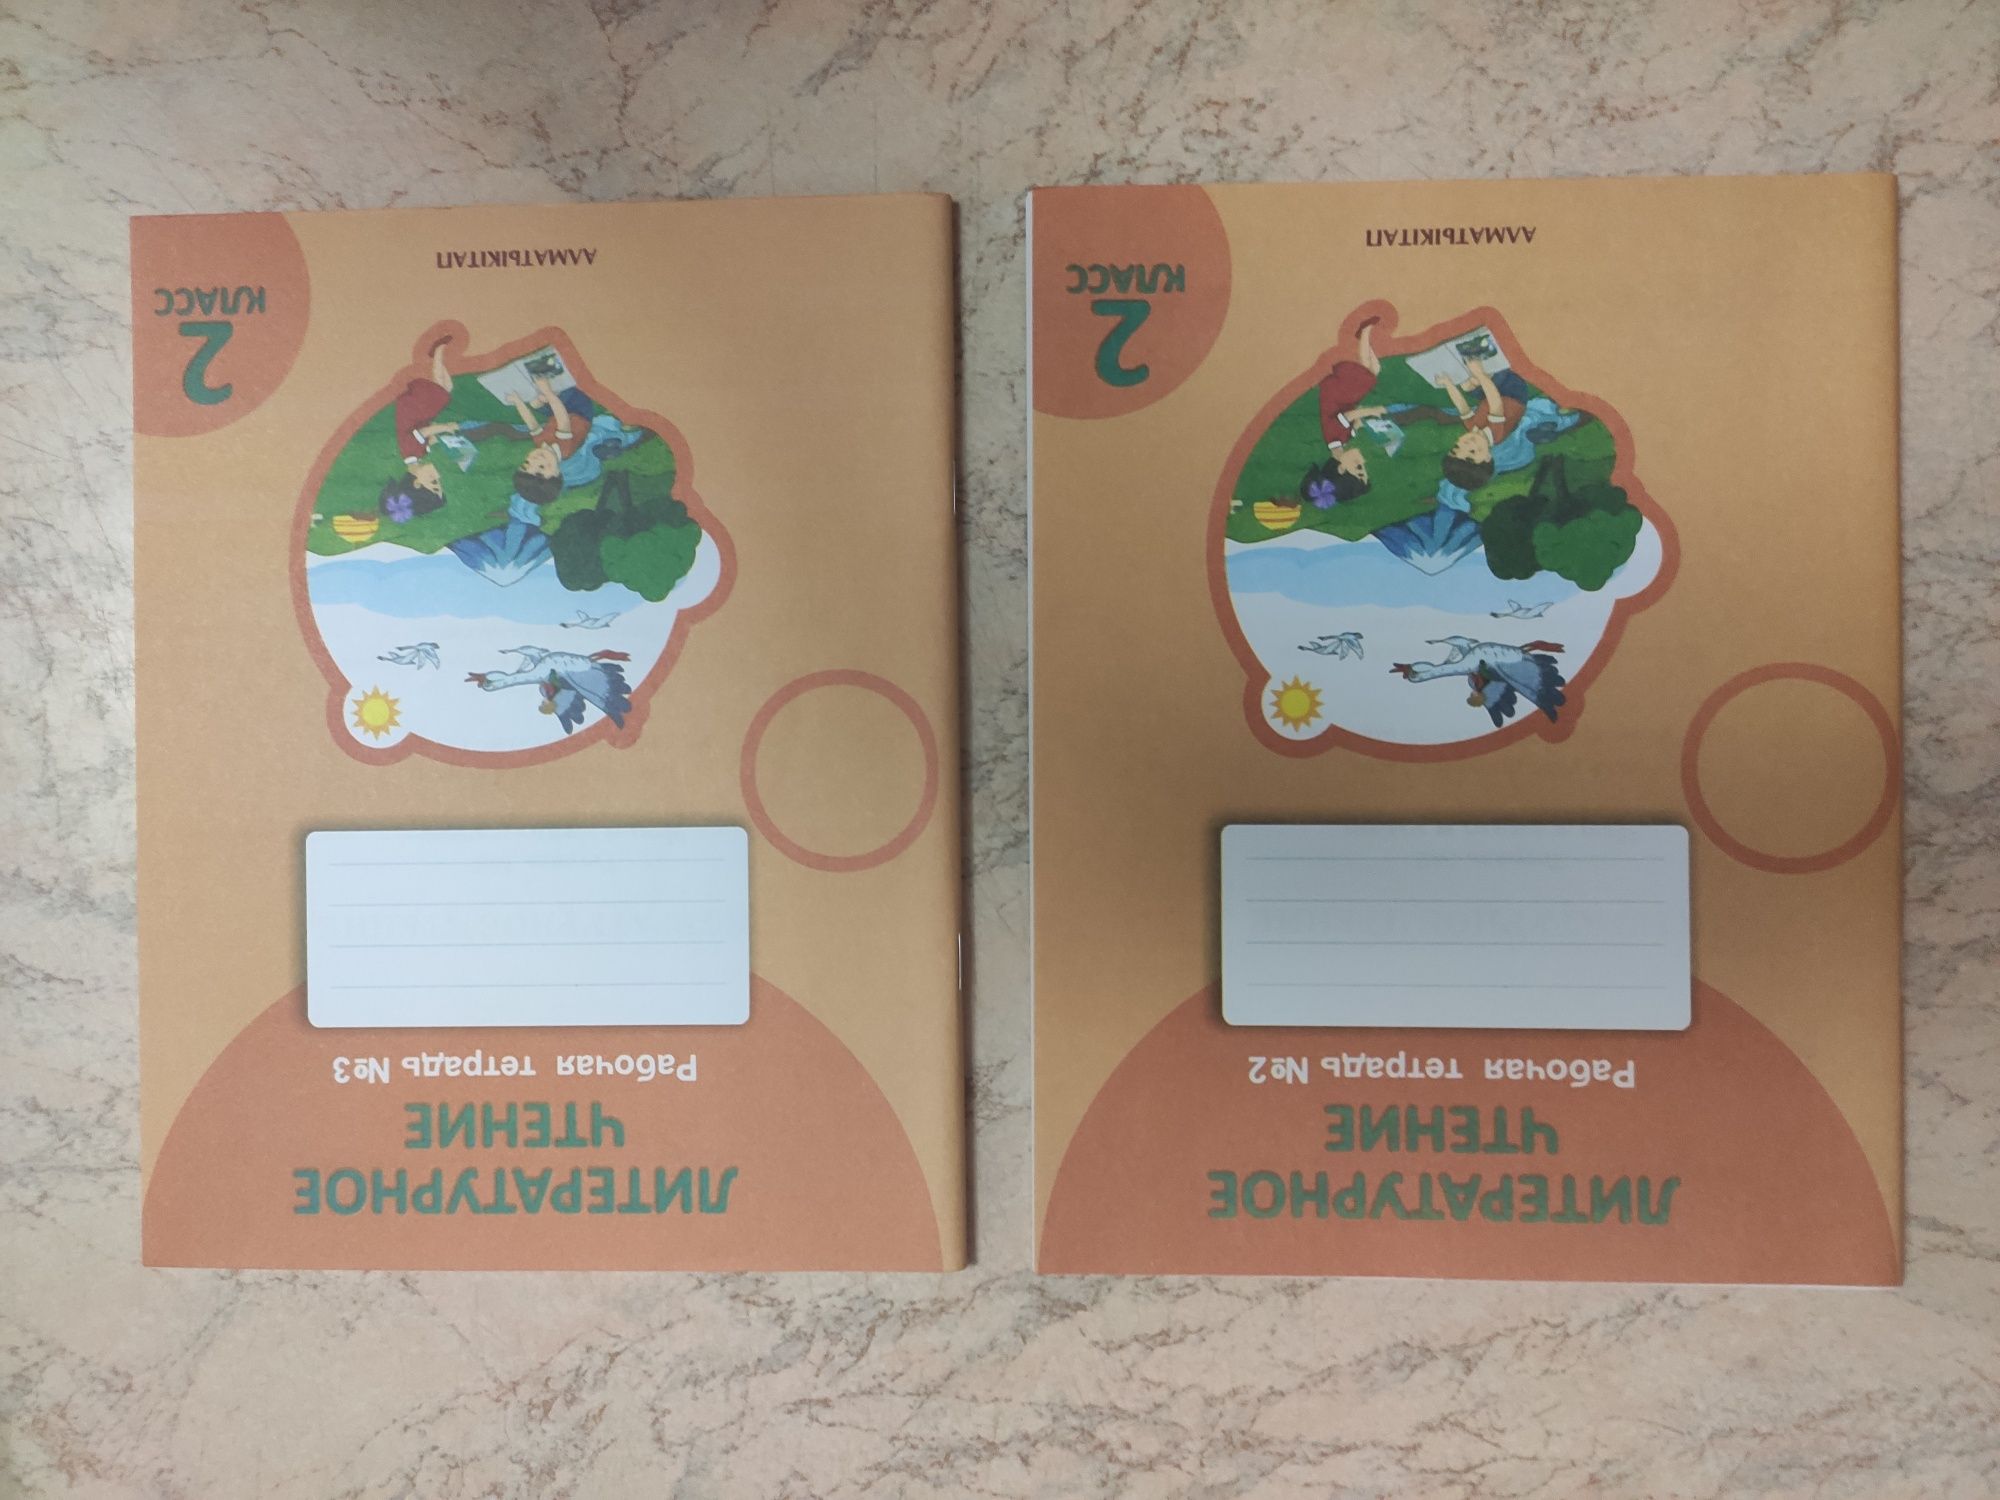 ЛИТЕРАТУРНОЕ
ЧТЕНИЕ
Рабочая тетрадь №2
2
КЛАСС
АЛМАТЫКІТАП
ЛИТЕРАТУРНОЕ
ЧТЕНИЕ
Рабочая тетрадь №3
2
КЛАСС
АЛМАТЫКІТАП